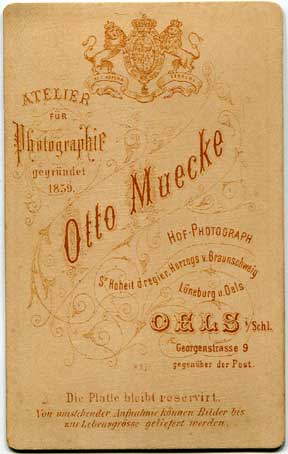 ATELIER
FÜR
Photographie
gegründet
1859.
Otto Muecke
HOF-PHOTOGRAPH
Sr Hoheit d regier. Herzogs v. Braunschweig
Lüneburg u. Oels
OELS i/Schl.
Georgenstrasse 9
gegenüber der Post.
Die Platte bleibt reservirt.
Von umstehender Aufnahme können Bilder bis
zur Lebensgrösse geliefert werden.